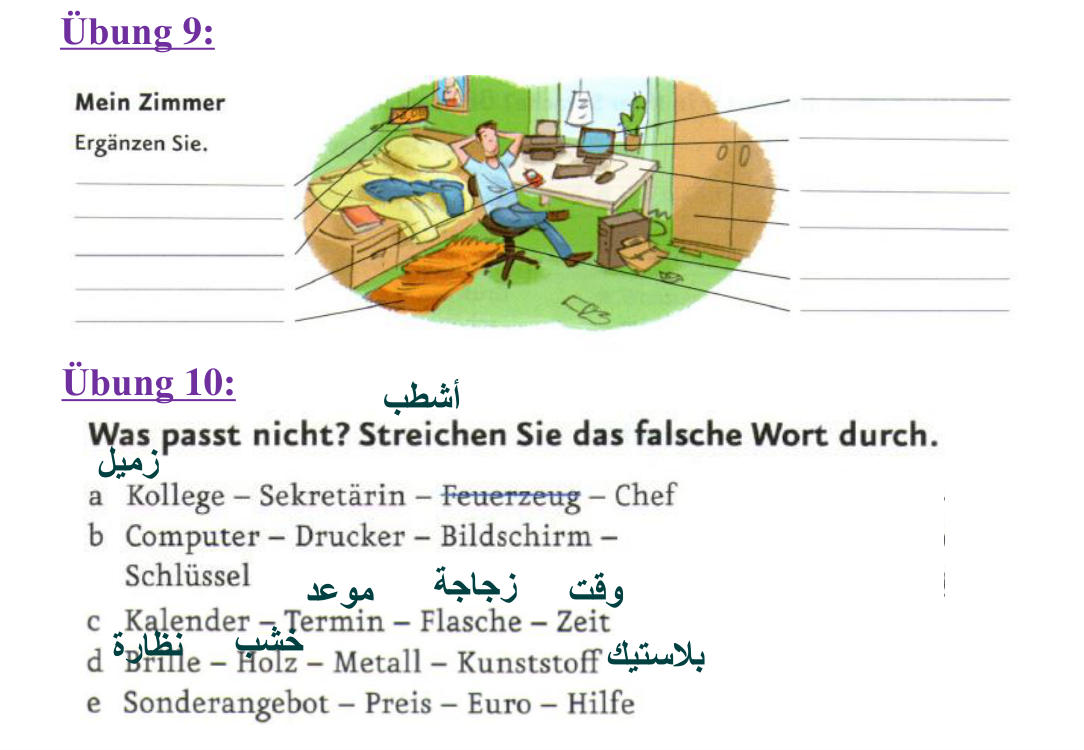 Übung 9:
Mein Zimmer
Ergänzen Sie.
Übung 10:
أشطب
Was passt nicht? Streichen Sie das falsche Wort durch.
زميل
a Kollege – Sekretärin – Feuerzeug – Chef
b Computer – Drucker – Bildschirm –
Schlüssel
موعد زجاجة وقت
c Kalender – Termin – Flasche – Zeit
نظارة خشب بلاستيك
d Brille – Holz – Metall – Kunststoff
e Sonderangebot – Preis – Euro – Hilfe